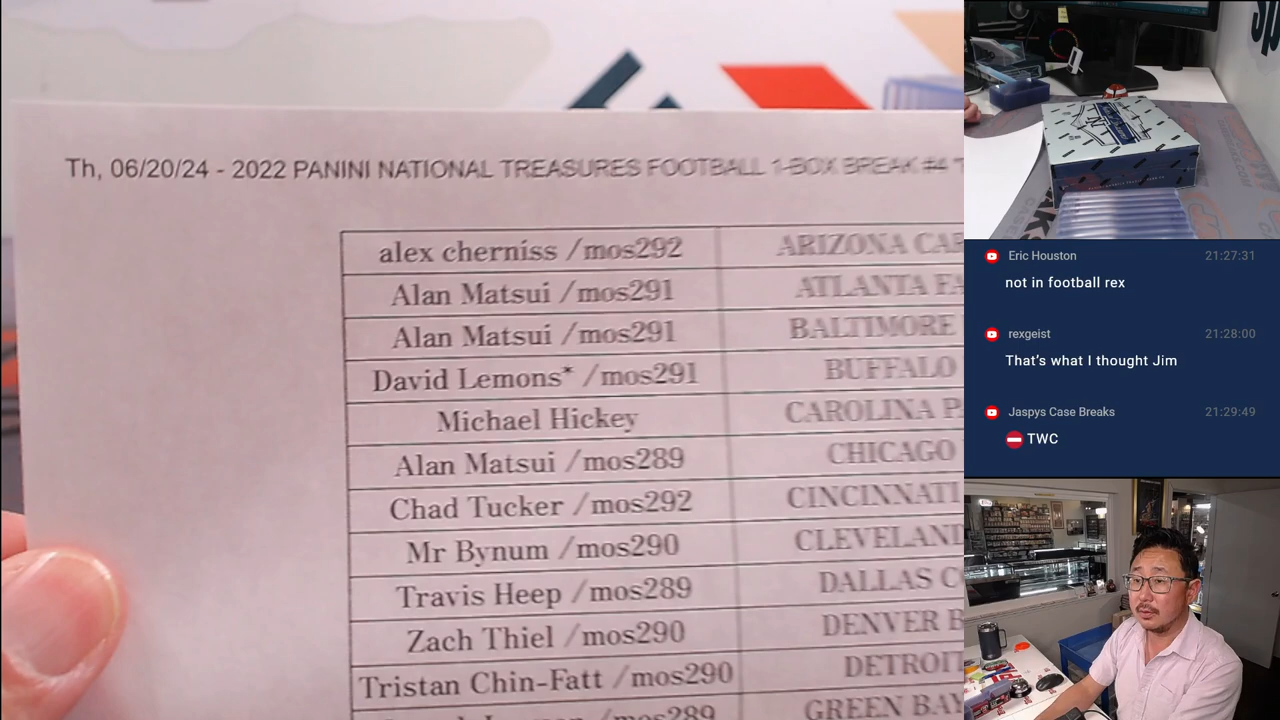 Th, 06/20/24 - 2022 PANINI NATIONAL TREASURES FOOTBALL 1-BOX BREAK #4
alex cherniss /mos292 ARIZONA CAR
Alan Matsui /mos291 ATLANTA FA
Alan Matsui /mos291 BALTIMORE
David Lemons* /mos291 BUFFALO
Michael Hickey CAROLINA P
Alan Matsui /mos289 CHICAGO
Chad Tucker /mos292 CINCINNATI
Mr Bynum /mos290 CLEVELAND
Travis Heep /mos289 DALLAS C
Zach Thiel /mos290 DENVER B
Tristan Chin-Fatt /mos290 DETROIT
/mos289 GREEN BAY
Eric Houston 21:27:31
not in football rex
rexgeist 21:28:00
That's what I thought Jim
Jaspys Case Breaks 21:29:49
TWC